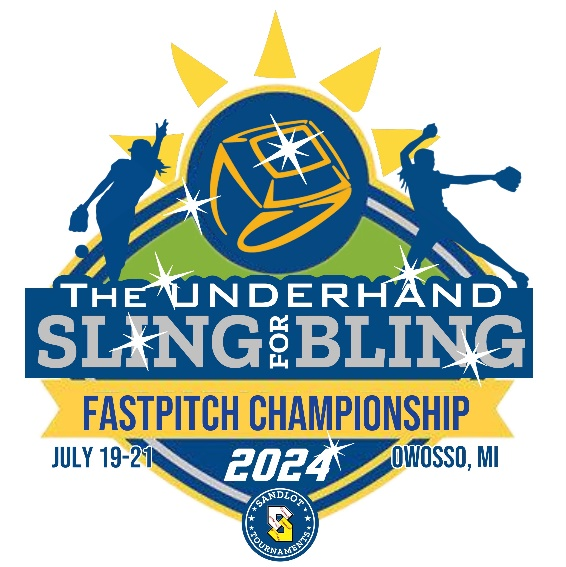 THE UNDERHAND
SLING FOR BLING
FASTPITCH CHAMPIONSHIP
JULY 19-21
2024
OWOSSO, MI
SANDLOT
S
TOURNAMENTS